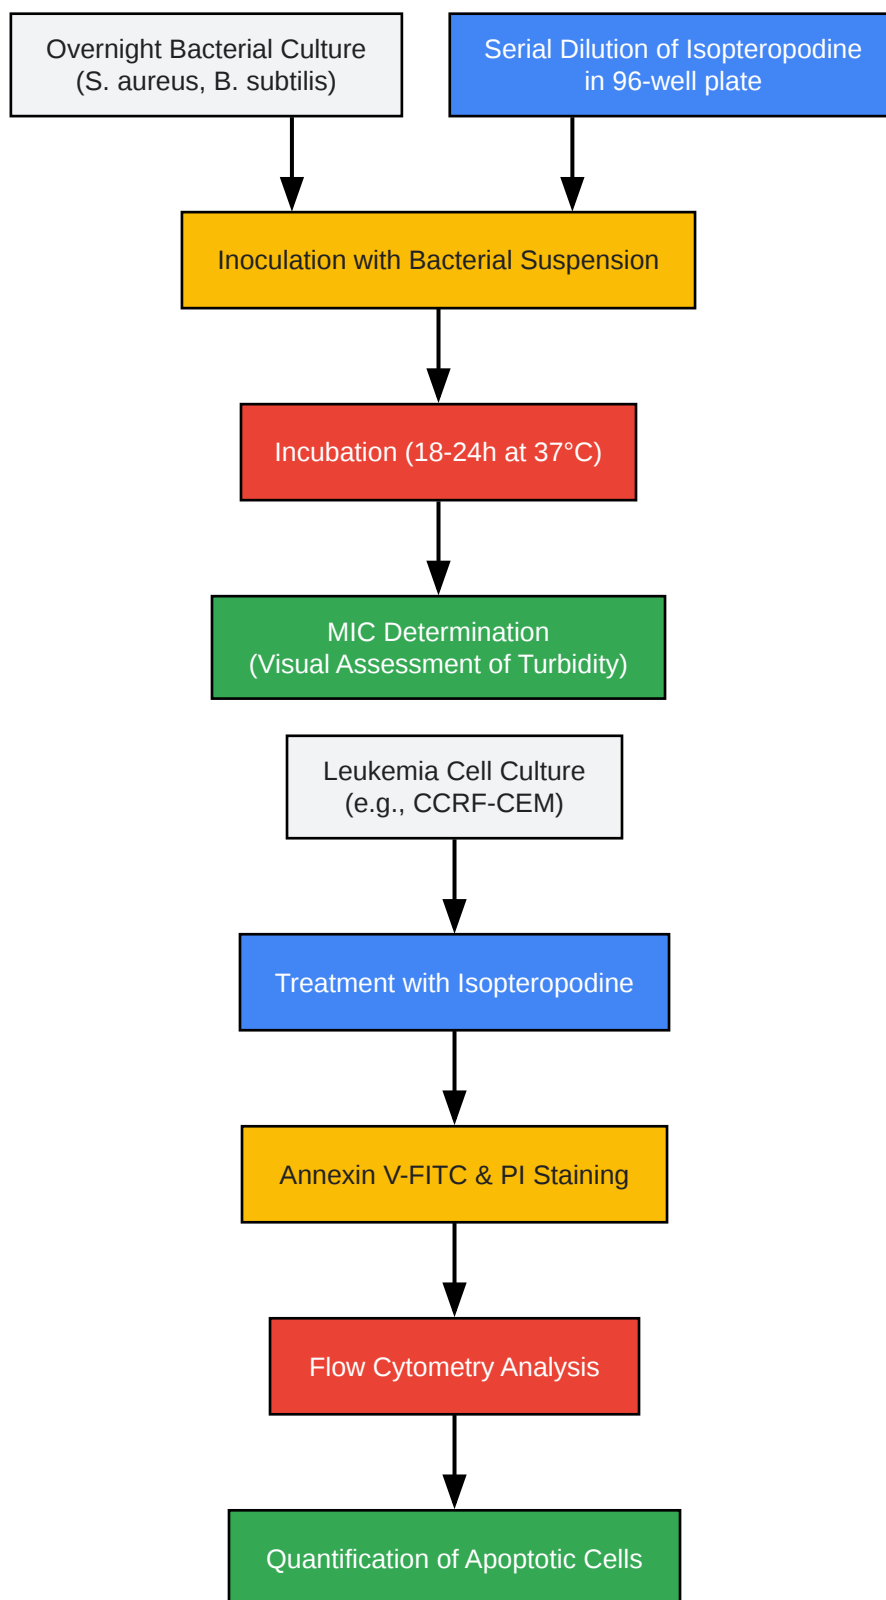 Overnight Bacterial Culture
(S. aureus, B. subtilis)
Serial Dilution of Isopteropodine
in 96-well plate
Inoculation with Bacterial Suspension
Incubation (18-24h at 37°C)
MIC Determination
(Visual Assessment of Turbidity)
Leukemia Cell Culture
(e.g., CCRF-CEM)
Treatment with Isopteropodine
Annexin V-FITC & PI Staining
Flow Cytometry Analysis
Quantification of Apoptotic Cells